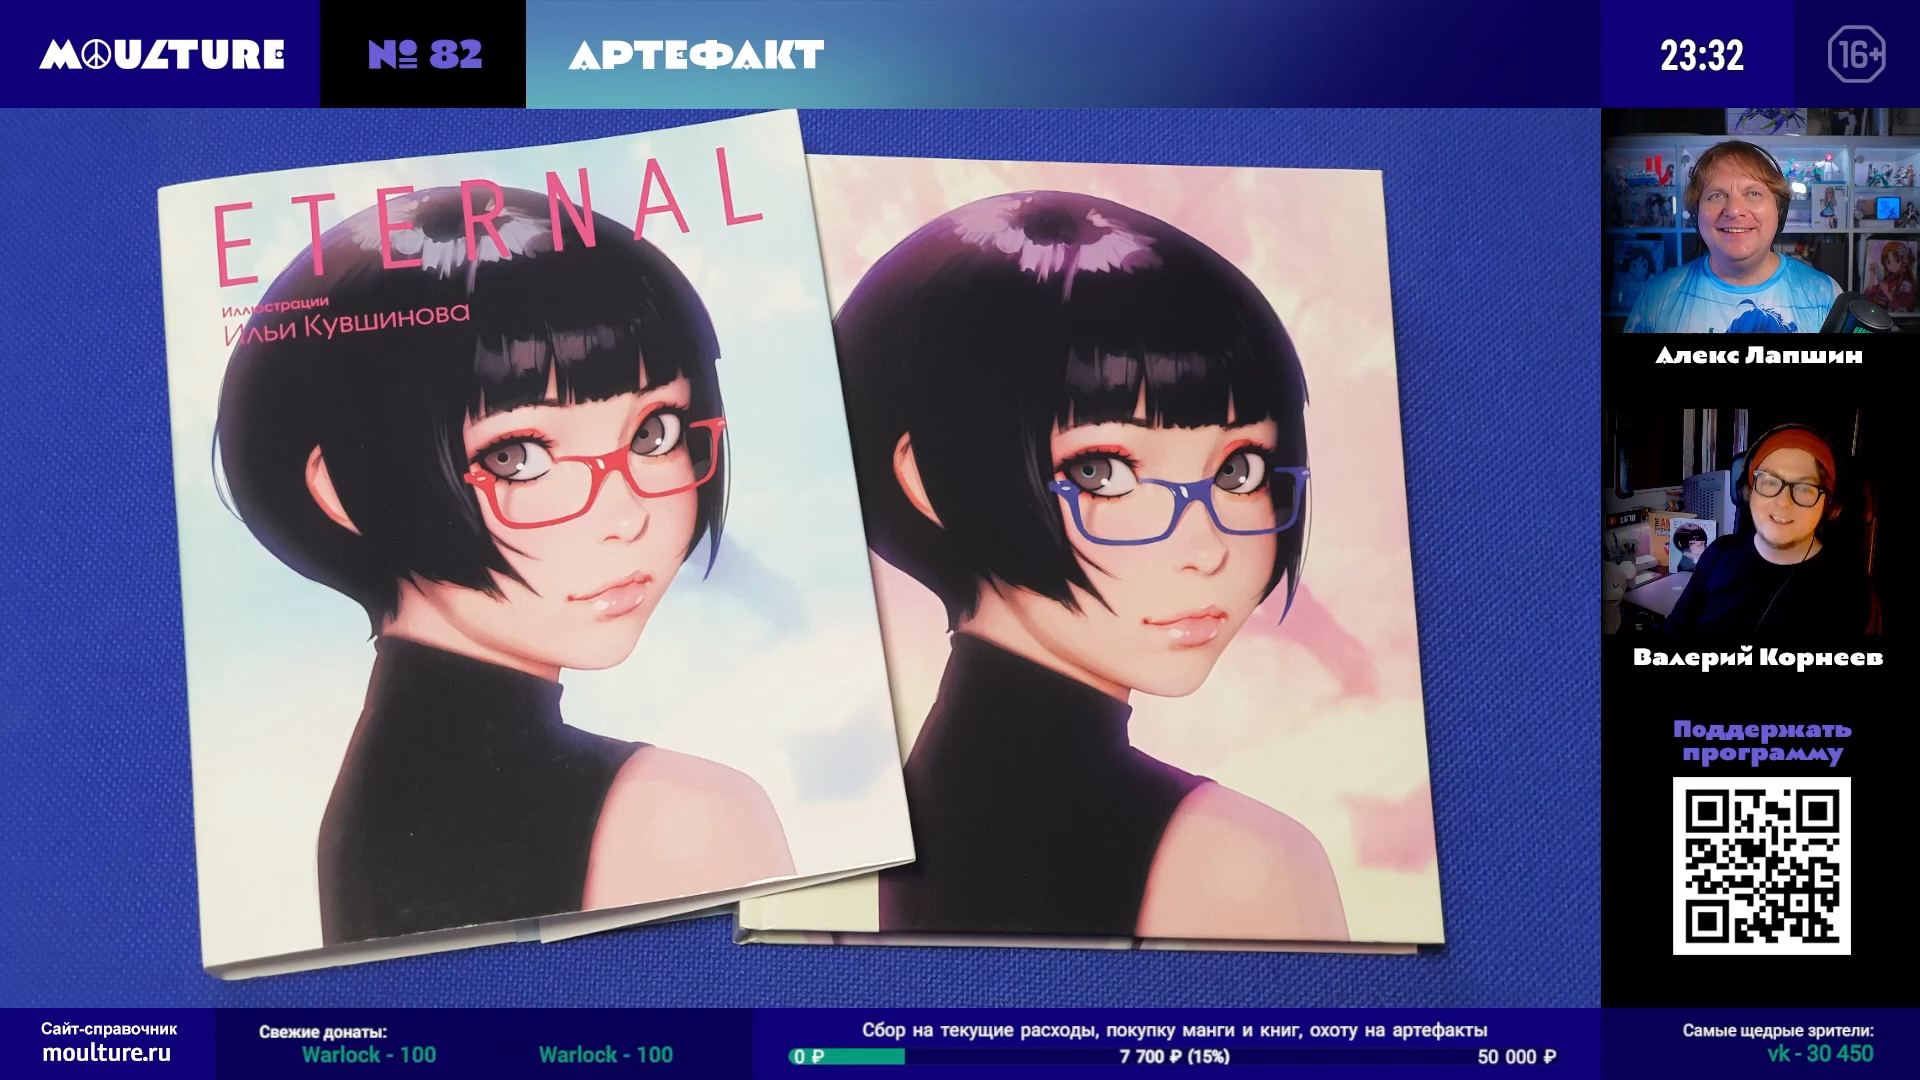 MOULTURE
№ 82
АРТЕФАКТ
23:32
16+
ETERNAL
Иллюстрации
Ильи Кувшинова
Алекс Лапшин
Валерий Корнеев
Поддержать
программу
Сайт-справочник
moulture.ru
Свежие донаты:
Warlock - 100
Warlock - 100
Сбор на текущие расходы, покупку манги и книг, охоту на артефакты
0 ₽
7 700 ₽ (15%)
50 000 ₽
Самые щедрые зрители:
vk - 30 450